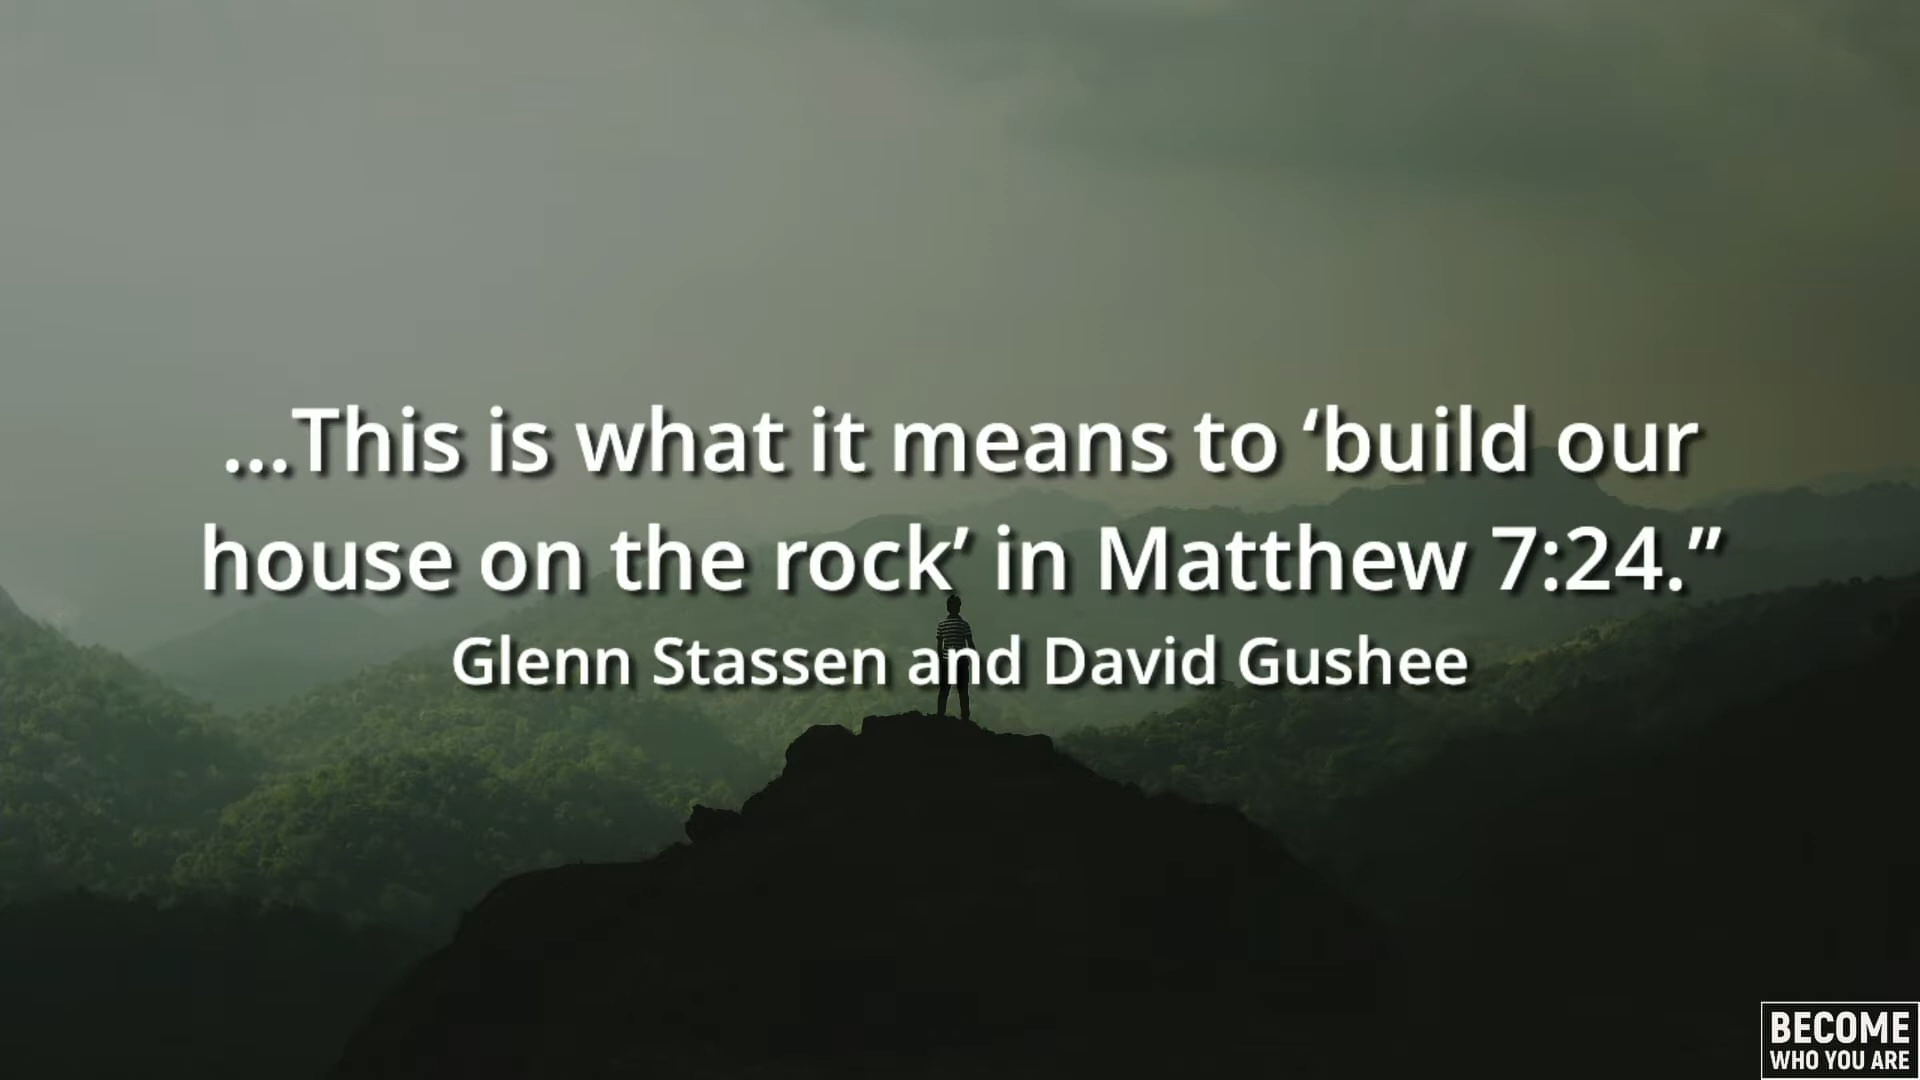 ...This is what it means to ‘build our
house on the rock’ in Matthew 7:24.”
Glenn Stassen and David Gushee
BECOME
WHO YOU ARE